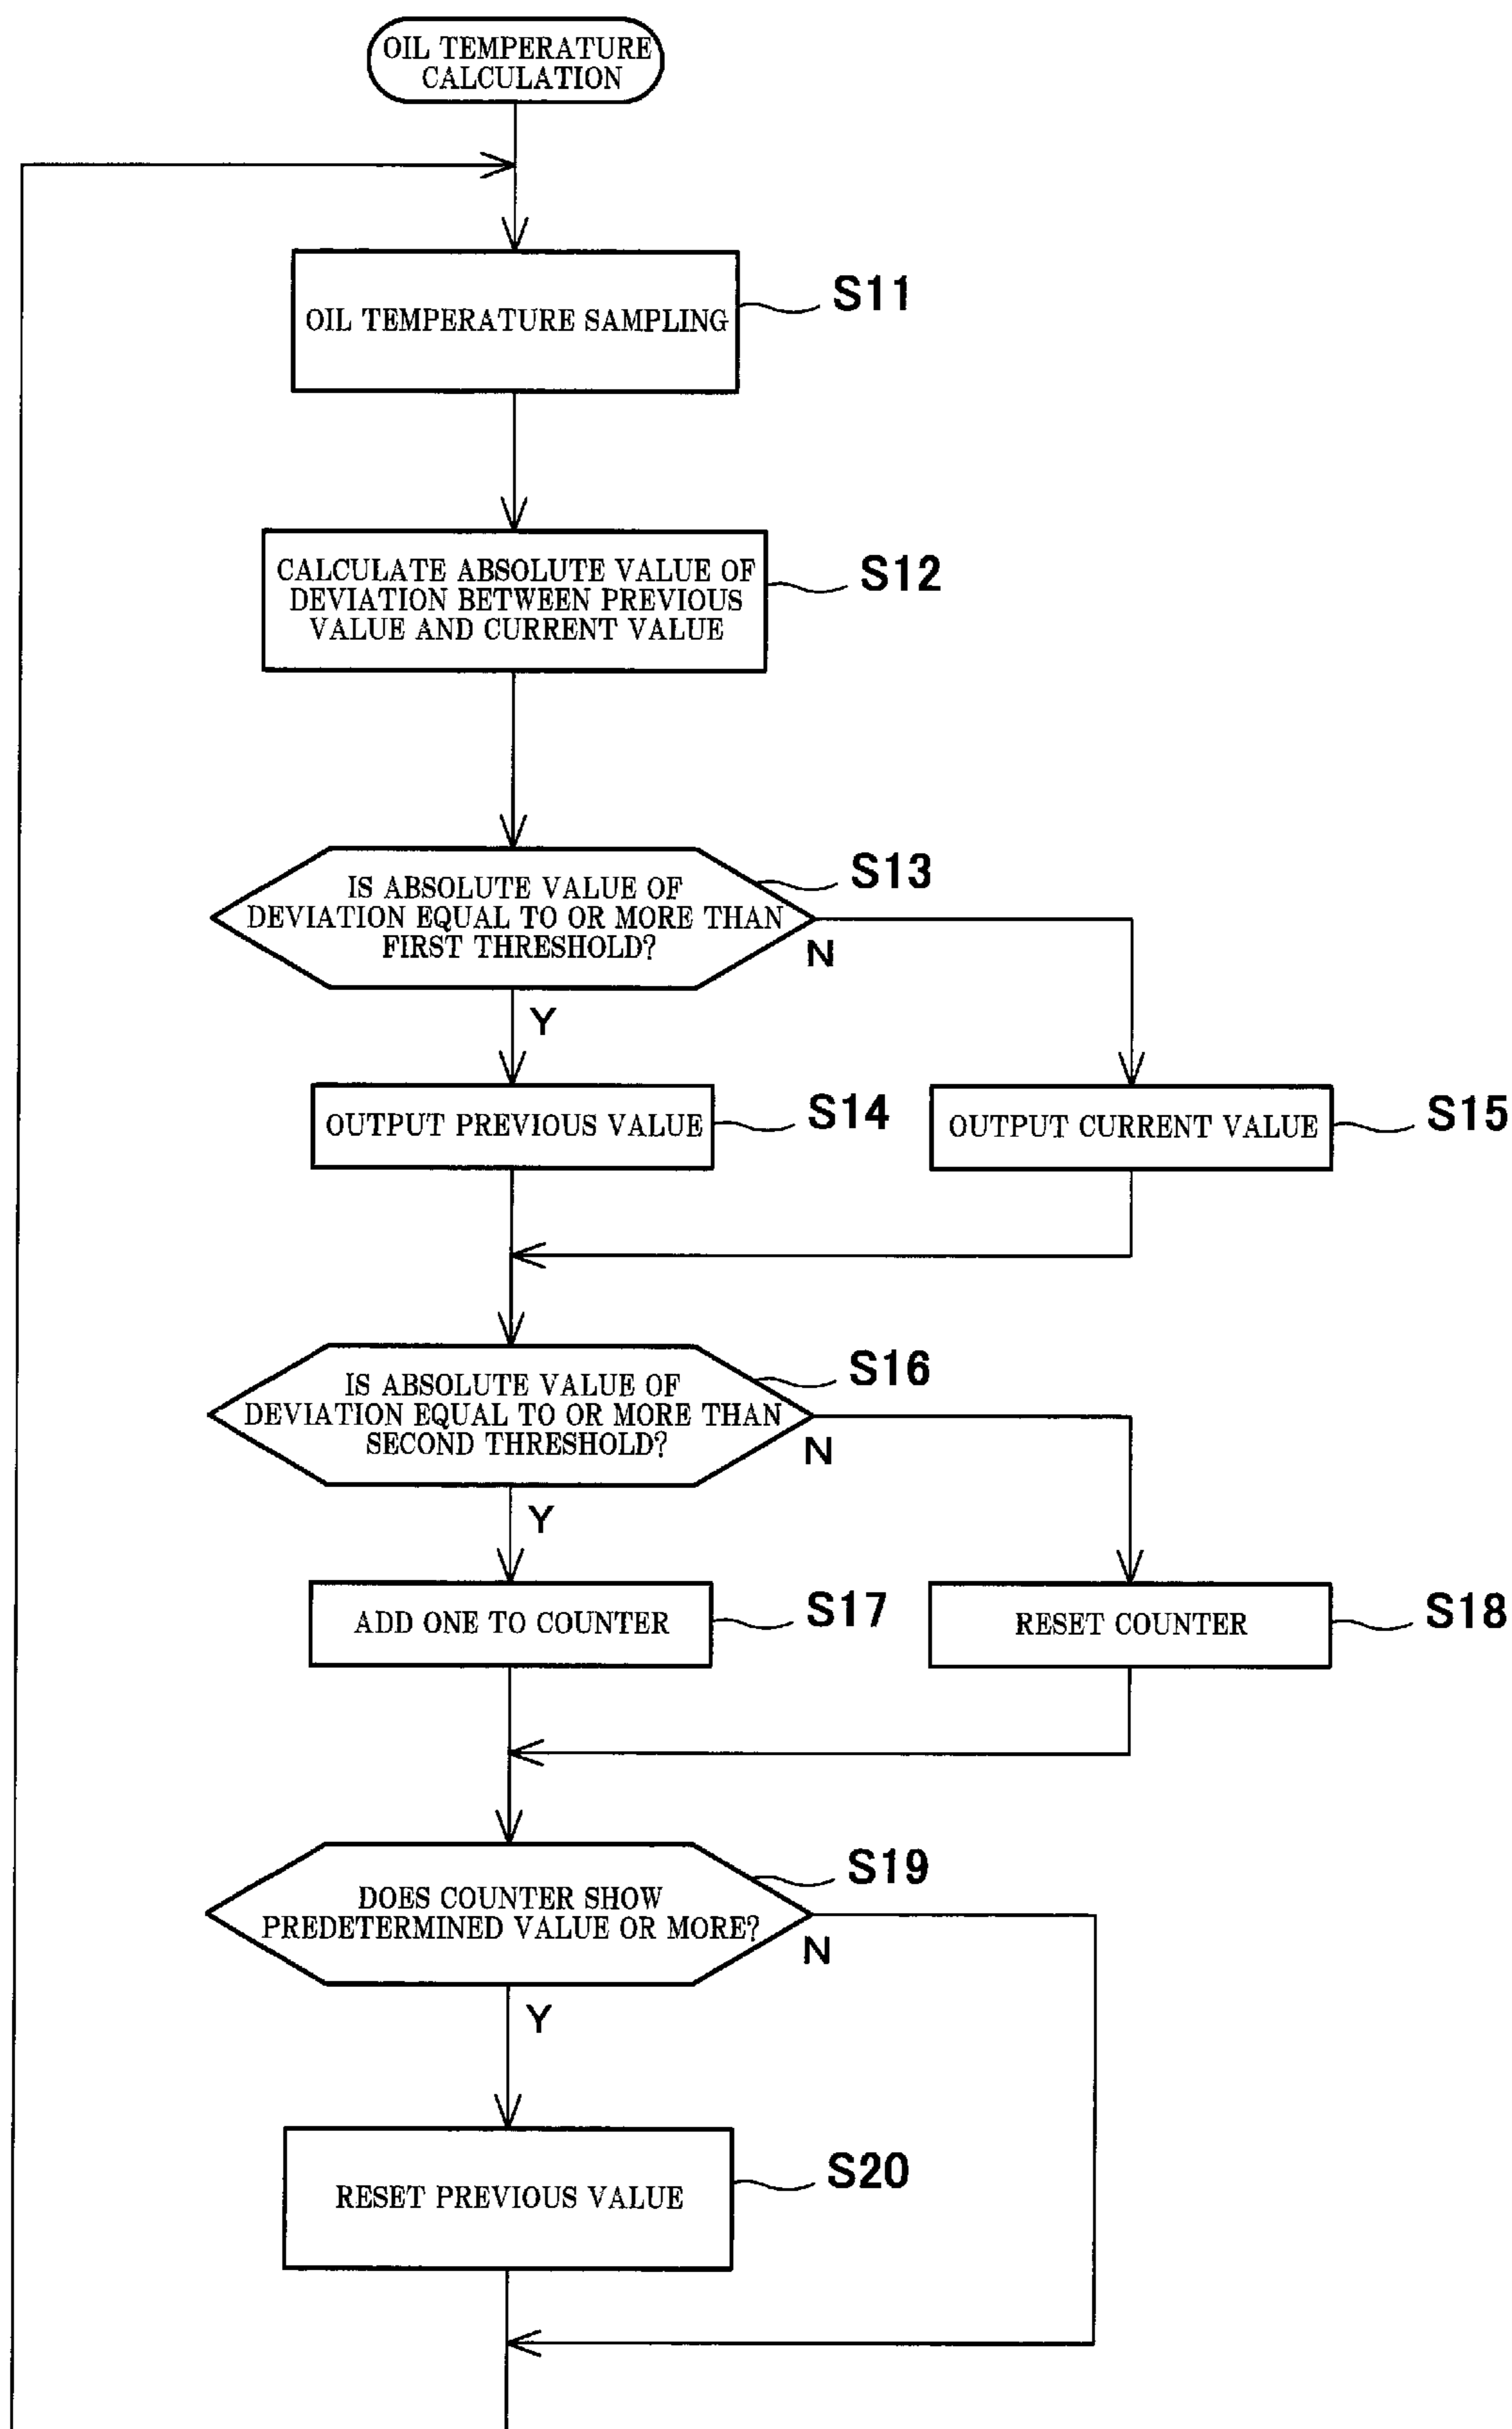 OIL TEMPERATURE
CALCULATION
OIL TEMPERATURE SAMPLING
S11
CALCULATE ABSOLUTE VALUE OF
DEVIATION BETWEEN PREVIOUS
VALUE AND CURRENT VALUE
S12
IS ABSOLUTE VALUE OF
DEVIATION EQUAL TO OR MORE THAN
FIRST THRESHOLD?
S13
N
Y
OUTPUT PREVIOUS VALUE
S14
OUTPUT CURRENT VALUE
S15
IS ABSOLUTE VALUE OF
DEVIATION EQUAL TO OR MORE THAN
SECOND THRESHOLD?
S16
N
Y
ADD ONE TO COUNTER
S17
RESET COUNTER
S18
DOES COUNTER SHOW
PREDETERMINED VALUE OR MORE?
S19
N
Y
RESET PREVIOUS VALUE
S20